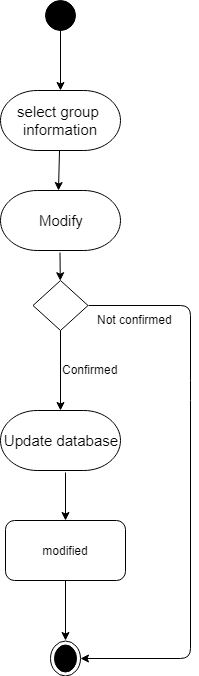 select group
information
Modify
Not confirmed
Confirmed
Update database
modified